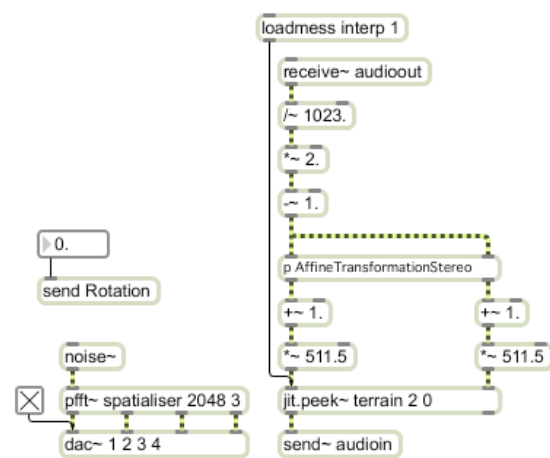 loadmess interp 1
receive~ audioout
/~ 1023.
*~ 2.
-~ 1.
0.
p AffineTransformationStereo
send Rotation
+~ 1.
+~ 1.
noise~
*~ 511.5
*~ 511.5
pfft~ spatialiser 2048 3
jit.peek~ terrain 2 0
dac~ 1 2 3 4
send~ audioin